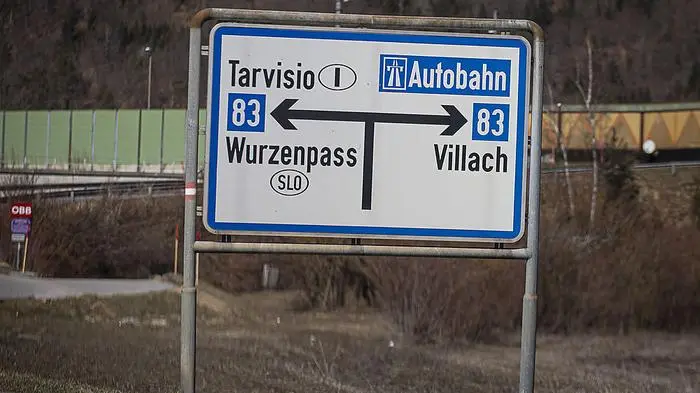 Tarvisio I
Autobahn
83
83
Wurzenpass
Villach
SLO
ÖBB